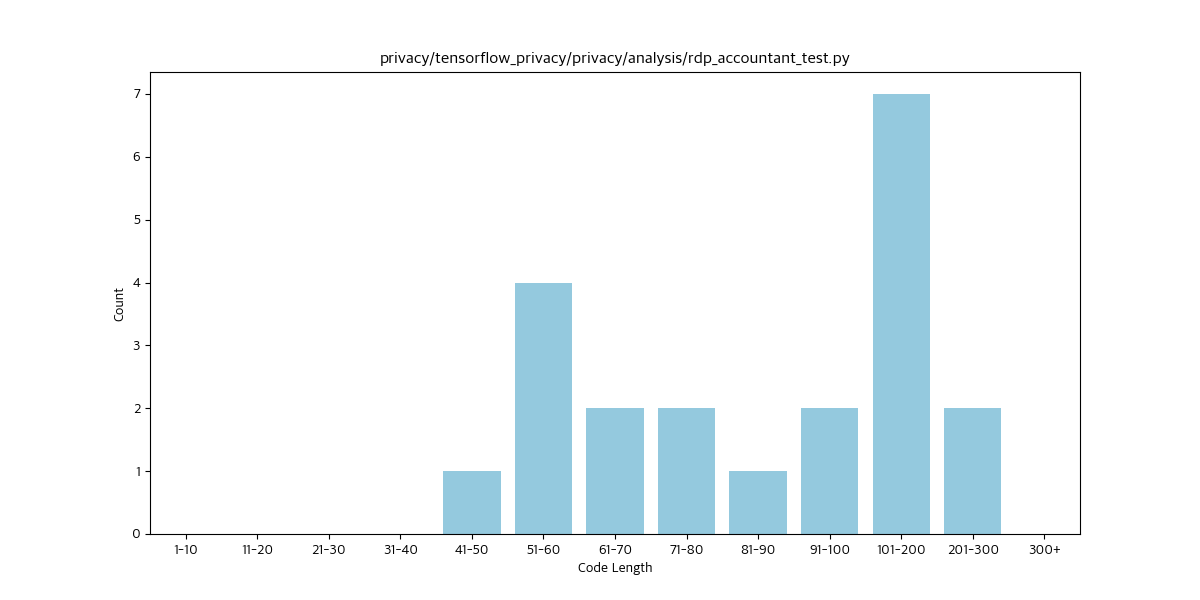 privacy/tensorflow_privacy/privacy/analysis/rdp_accountant_test.py
7
6
5
4
3
2
1
0
Count
1-10 11-20 21-30 31-40 41-50 51-60 61-70 71-80 81-90 91-100 101-200 201-300 300+
Code Length